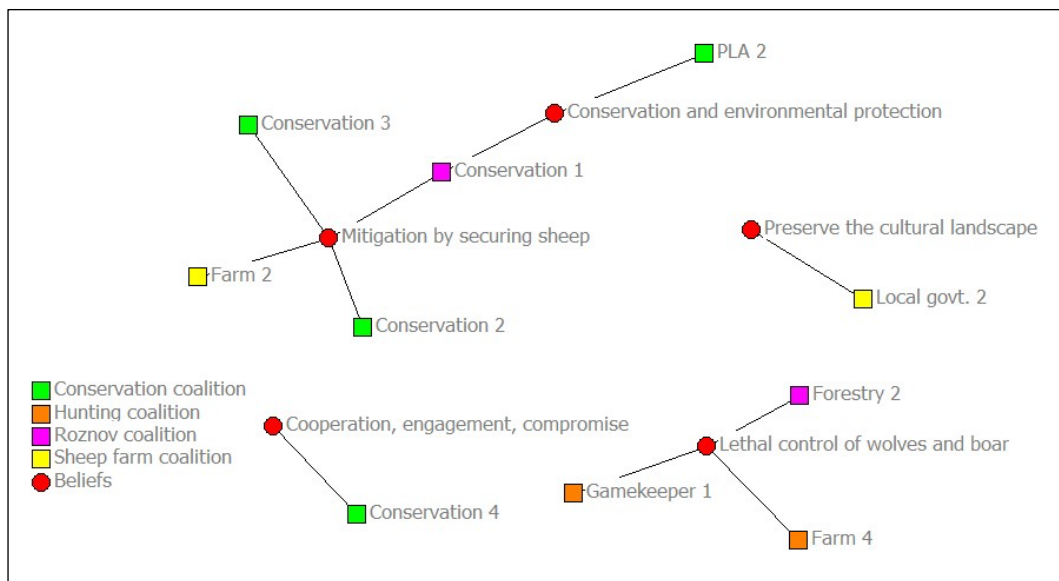 PLA 2
Conservation and environmental protection
Conservation 3
Conservation 1
Mitigation by securing sheep
Preserve the cultural landscape
Farm 2
Local govt. 2
Conservation 2
Conservation coalition
Hunting coalition
Roznov coalition
Sheep farm coalition
Beliefs
Forestry 2
Cooperation, engagement, compromise
Lethal control of wolves and boar
Gamekeeper 1
Conservation 4
Farm 4